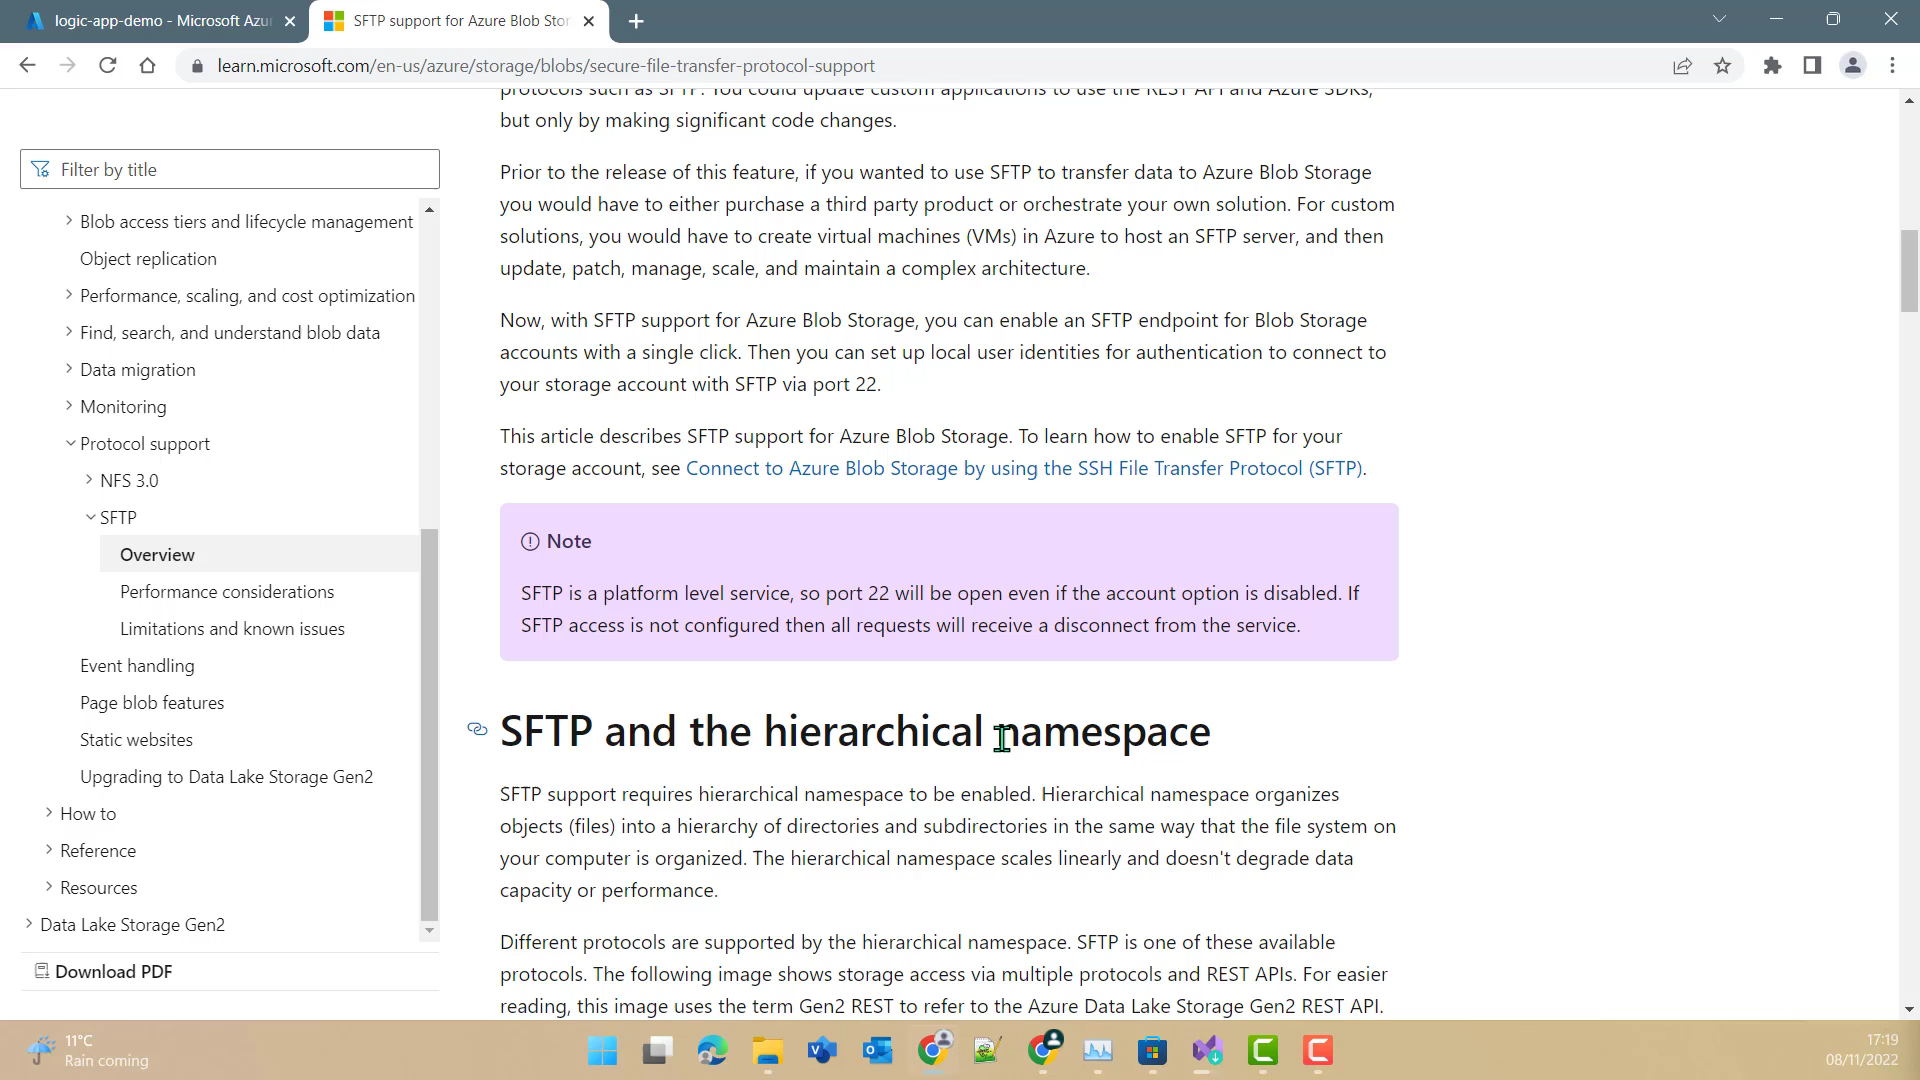 logic-app-demo - Microsoft Azu
SFTP support for Azure Blob Stor
learn.microsoft.com/en-us/azure/storage/blobs/secure-file-transfer-protocol-support
Filter by title
Blob access tiers and lifecycle management
Object replication
Performance, scaling, and cost optimization
Find, search, and understand blob data
Data migration
Monitoring
Protocol support
NFS 3.0
SFTP
Overview
Performance considerations
Limitations and known issues
Event handling
Page blob features
Static websites
Upgrading to Data Lake Storage Gen2
How to
Reference
Resources
Data Lake Storage Gen2
Download PDF
protocols such as SFTP. You could update custom applications to use the REST API and Azure SDKs,
but only by making significant code changes.
Prior to the release of this feature, if you wanted to use SFTP to transfer data to Azure Blob Storage
you would have to either purchase a third party product or orchestrate your own solution. For custom
solutions, you would have to create virtual machines (VMs) in Azure to host an SFTP server, and then
update, patch, manage, scale, and maintain a complex architecture.
Now, with SFTP support for Azure Blob Storage, you can enable an SFTP endpoint for Blob Storage
accounts with a single click. Then you can set up local user identities for authentication to connect to
your storage account with SFTP via port 22.
This article describes SFTP support for Azure Blob Storage. To learn how to enable SFTP for your
storage account, see Connect to Azure Blob Storage by using the SSH File Transfer Protocol (SFTP).
Note
SFTP is a platform level service, so port 22 will be open even if the account option is disabled. If
SFTP access is not configured then all requests will receive a disconnect from the service.
SFTP and the hierarchical namespace
SFTP support requires hierarchical namespace to be enabled. Hierarchical namespace organizes
objects (files) into a hierarchy of directories and subdirectories in the same way that the file system on
your computer is organized. The hierarchical namespace scales linearly and doesn't degrade data
capacity or performance.
Different protocols are supported by the hierarchical namespace. SFTP is one of these available
protocols. The following image shows storage access via multiple protocols and REST APIs. For easier
reading, this image uses the term Gen2 REST to refer to the Azure Data Lake Storage Gen2 REST API.
11°C
Rain coming
17:19
08/11/2022